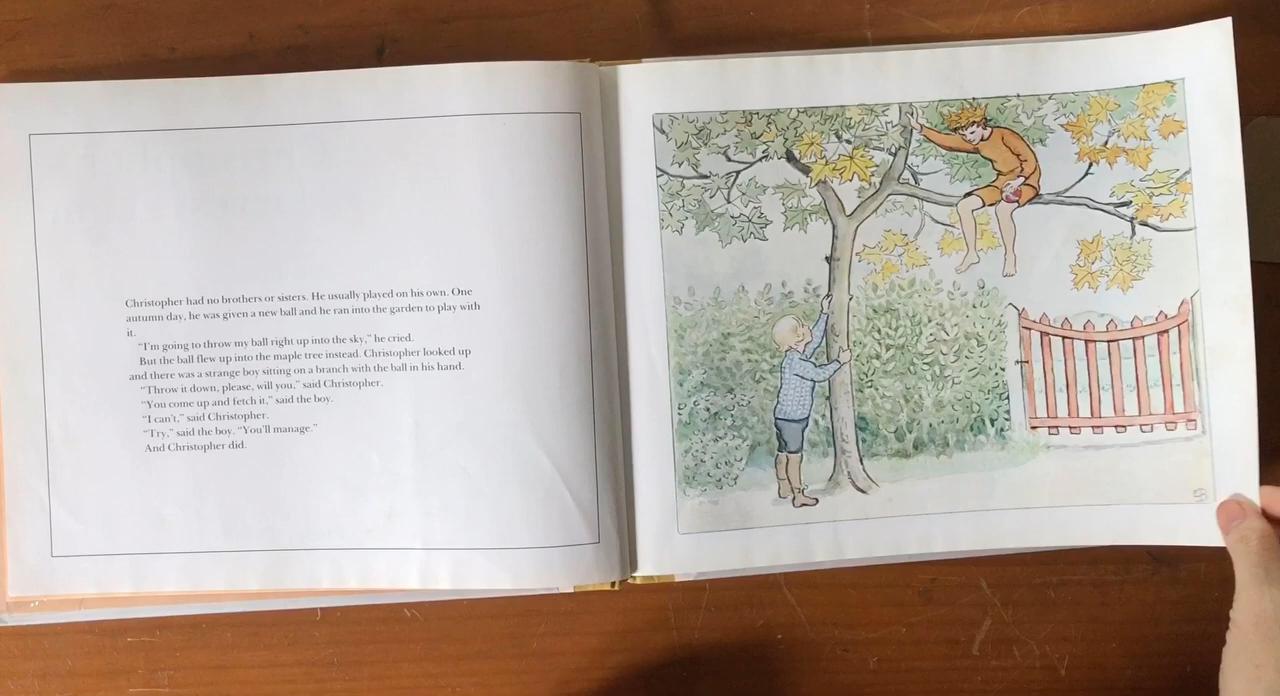 Christopher had no brothers or sisters. He usually played on his own. One
autumn day, he was given a new ball and he ran into the garden to play with
it.
"I'm going to throw my ball right up into the sky," he cried.
But the ball flew up into the maple tree instead. Christopher looked up
and there was a strange boy sitting on a branch with the ball in his hand.
"Throw it down, please, will you," said Christopher.
"You come up and fetch it," said the boy.
"I can't," said Christopher.
"Try," said the boy. "You'll manage."
And Christopher did.